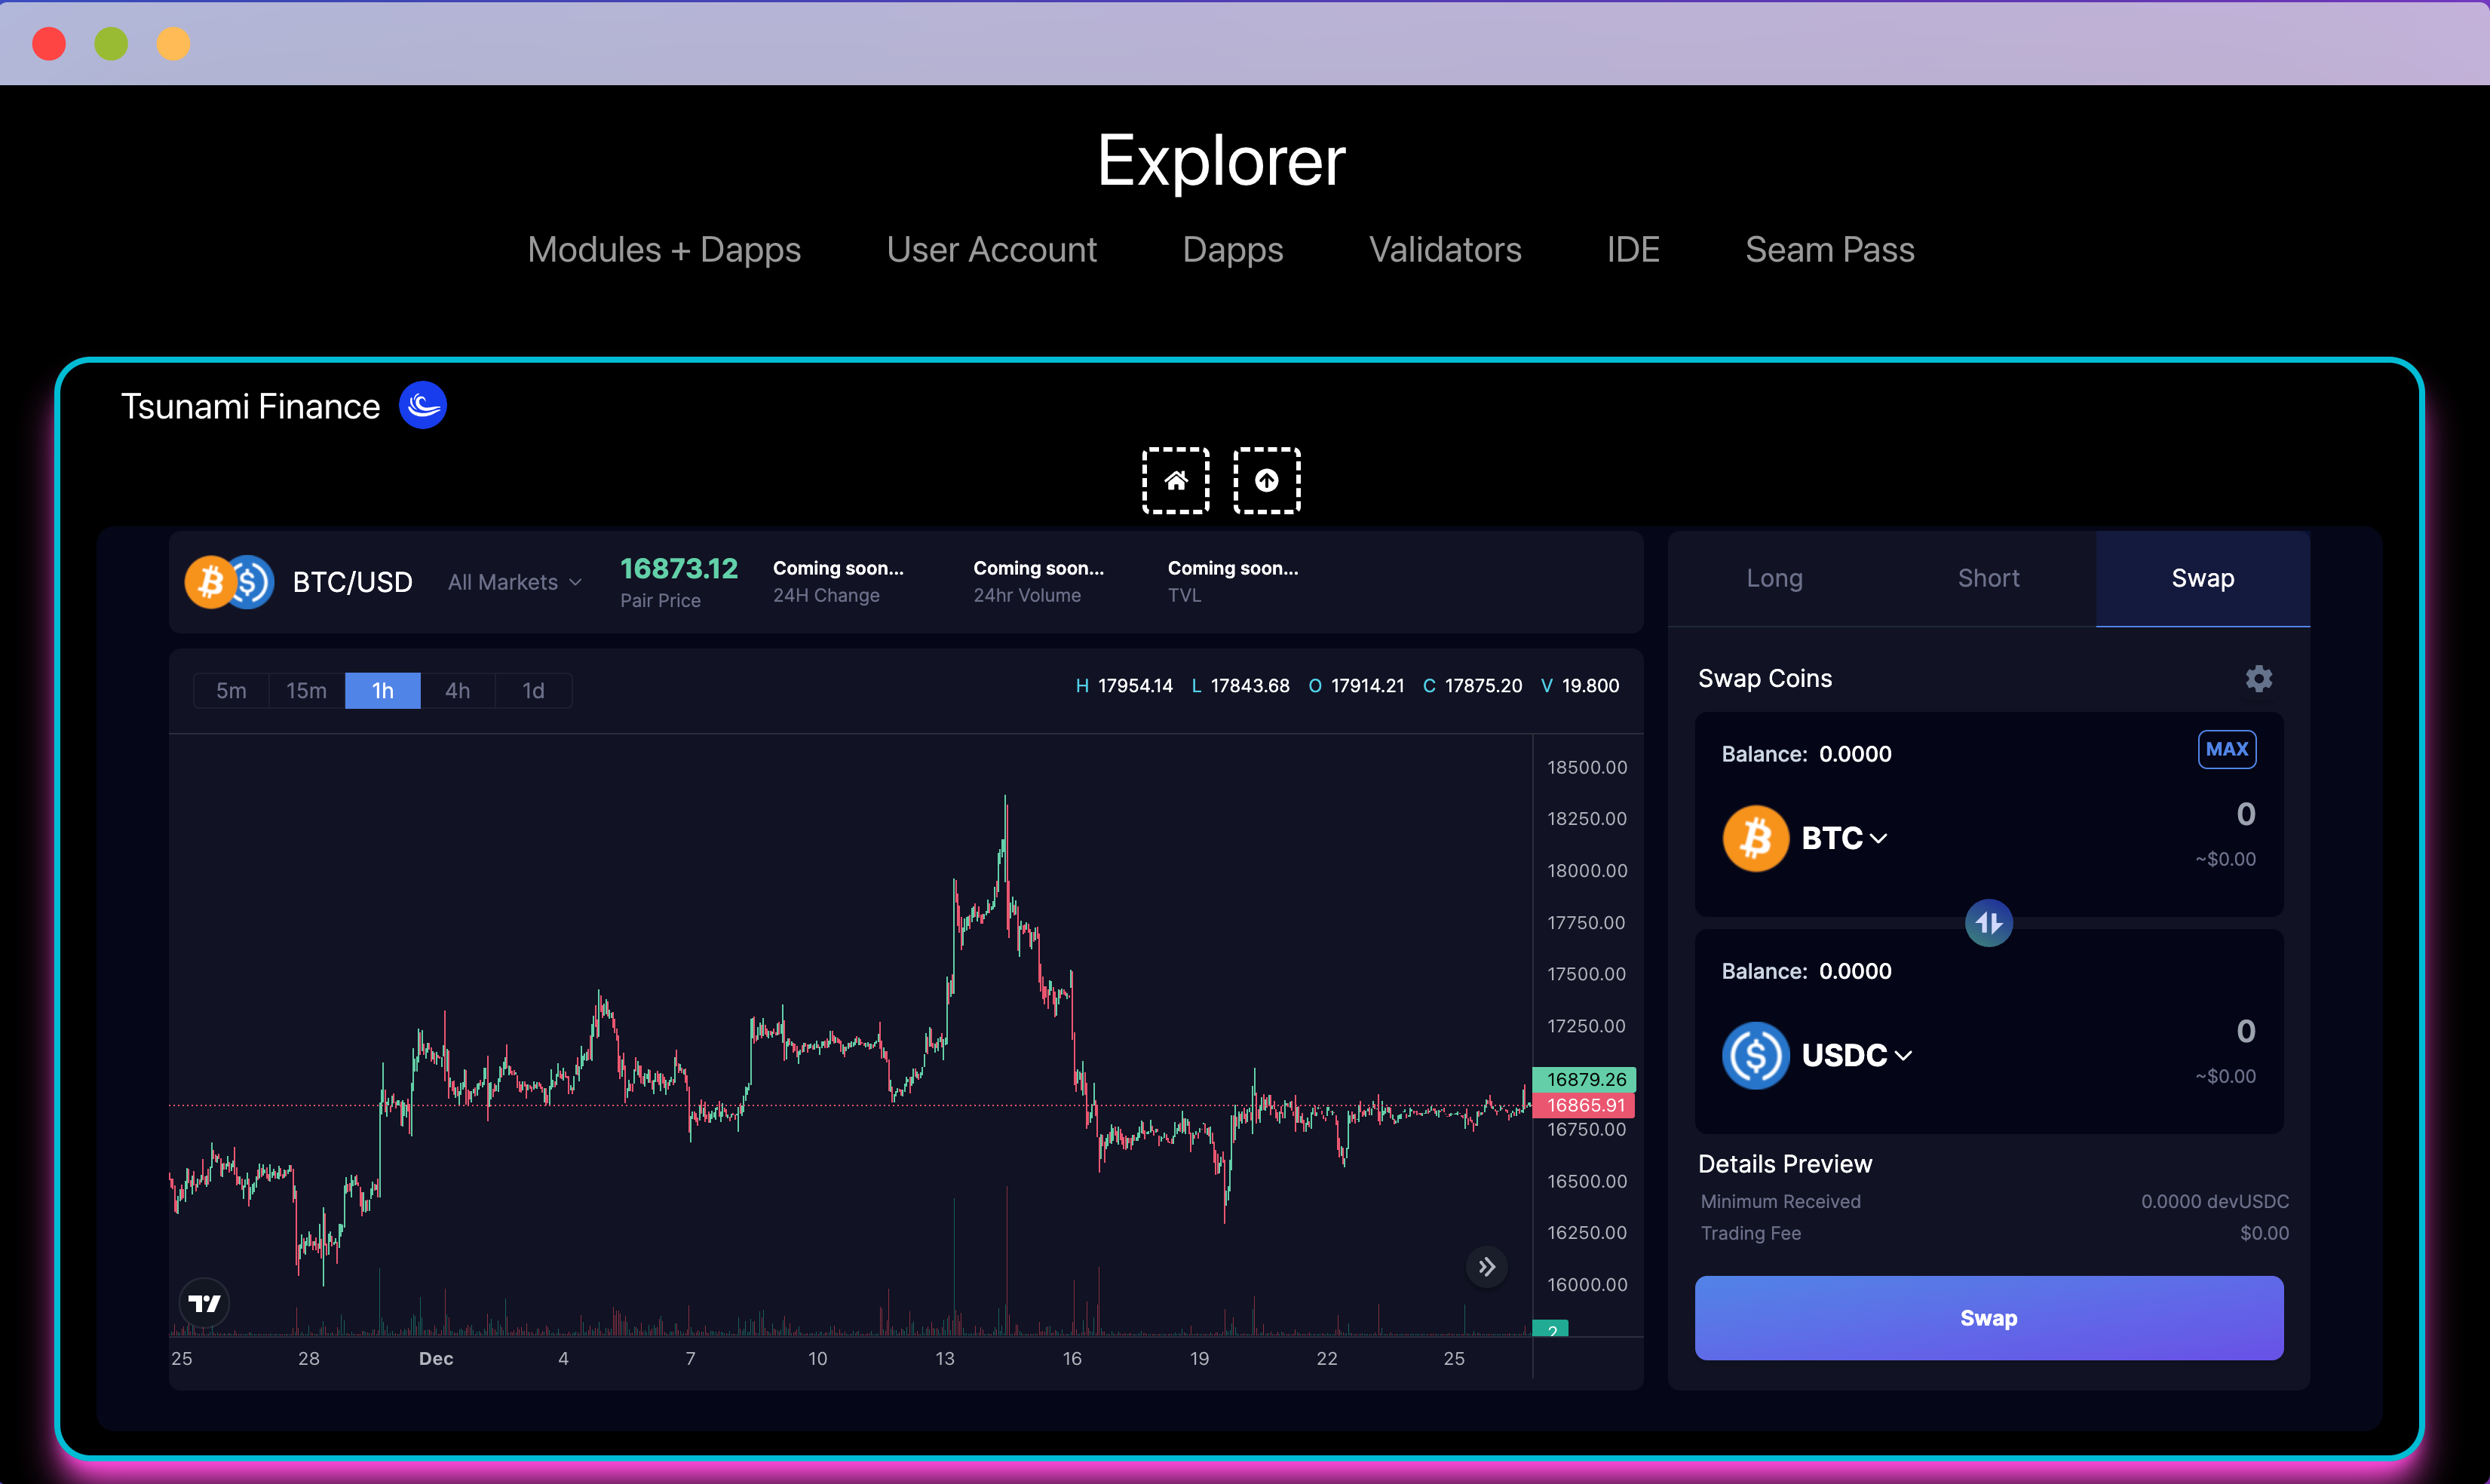 Explorer
Modules + Dapps User Account Dapps Validators IDE Seam Pass
Tsunami Finance
BTC/USD All Markets 16873.12 Coming soon... Coming soon... Coming soon...
Pair Price 24H Change 24hr Volume TVL
5m 15m 1h 4h 1d H 17954.14 L 17843.68 O 17914.21 C 17875.20 V 19.800
18500.00
18250.00
18000.00
17750.00
17500.00
17250.00
16879.26
16865.91
16750.00
16500.00
16250.00
16000.00
2
25 28 Dec 4 7 10 13 16 19 22 25
Long Short Swap
Swap Coins
Balance: 0.0000 MAX
BTC 0
~$0.00
Balance: 0.0000
USDC 0
~$0.00
Details Preview
Minimum Received 0.0000 devUSDC
Trading Fee $0.00
Swap